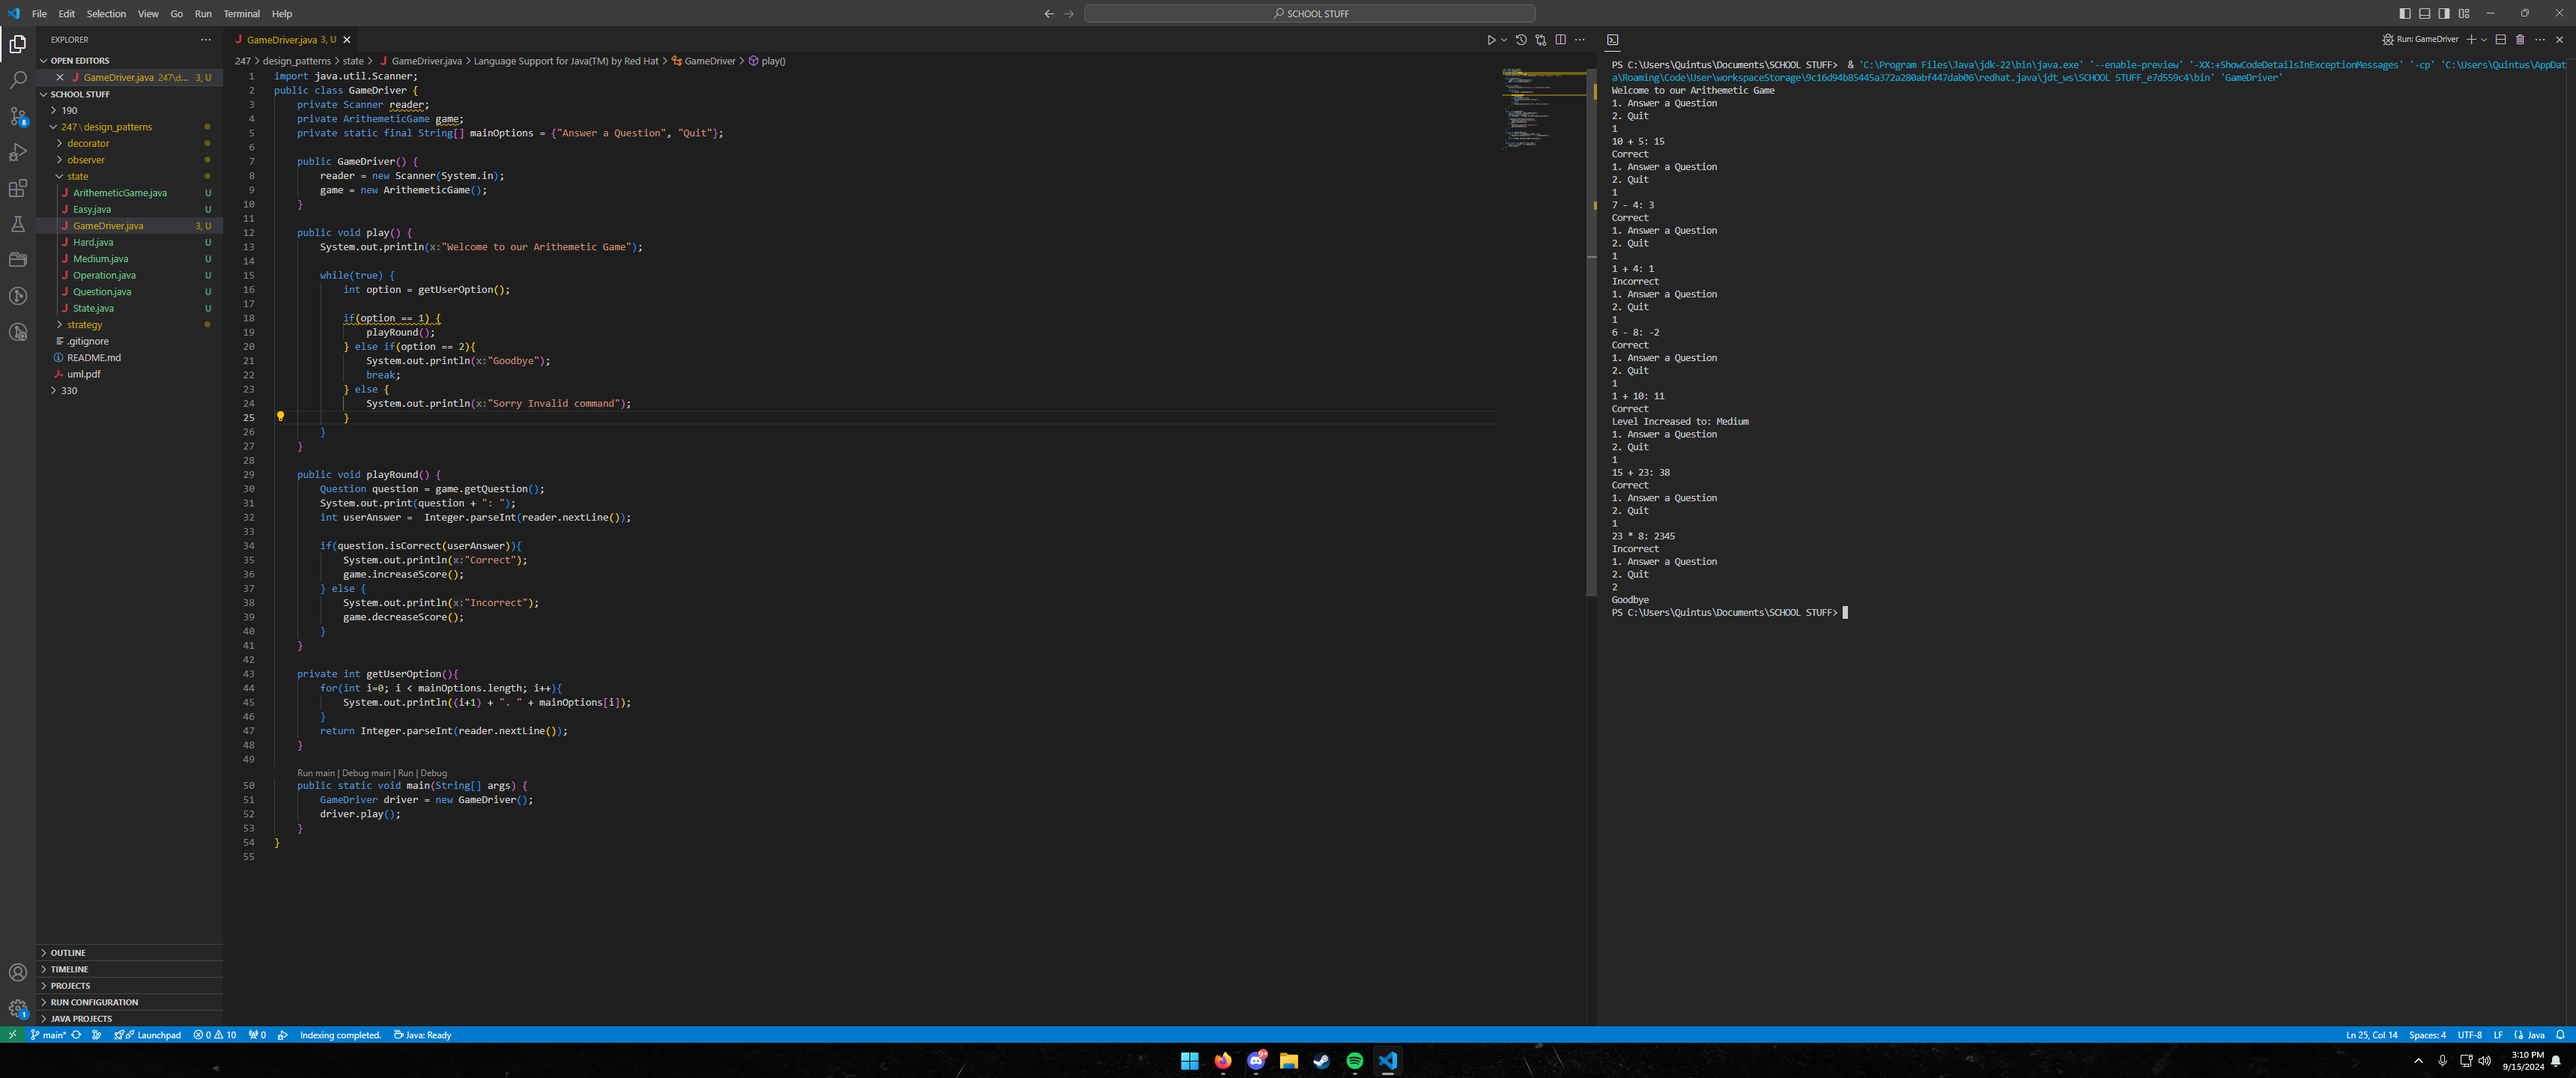 File Edit Selection View Go Run Terminal Help
SCHOOL STUFF
EXPLORER
OPEN EDITORS
GameDriver.java 247\d... 3, U
SCHOOL STUFF
190
247 \ design_patterns
decorator
observer
state
ArithemeticGame.java U
Easy.java U
GameDriver.java 3, U
Hard.java U
Medium.java U
Operation.java U
Question.java U
State.java U
strategy
.gitignore
README.md
uml.pdf
330
OUTLINE
TIMELINE
PROJECTS
RUN CONFIGURATION
JAVA PROJECTS
GameDriver.java 3, U
247 > design_patterns > state > GameDriver.java > Language Support for Java(TM) by Red Hat > GameDriver > play()
1 import java.util.Scanner;
2 public class GameDriver {
3 private Scanner reader;
4 private ArithemeticGame game;
5 private static final String[] mainOptions = {"Answer a Question", "Quit"};
6
7 public GameDriver() {
8 reader = new Scanner(System.in);
9 game = new ArithemeticGame();
10 }
11
12 public void play() {
13 System.out.println(x:"Welcome to our Arithemetic Game");
14
15 while(true) {
16 int option = getUserOption();
17
18 if(option == 1) {
19 playRound();
20 } else if(option == 2){
21 System.out.println(x:"Goodbye");
22 break;
23 } else {
24 System.out.println(x:"Sorry Invalid command");
25 }
26 }
27 }
28
29 public void playRound() {
30 Question question = game.getQuestion();
31 System.out.print(question + ": ");
32 int userAnswer =  Integer.parseInt(reader.nextLine());
33
34 if(question.isCorrect(userAnswer)){
35 System.out.println(x:"Correct");
36 game.increaseScore();
37 } else {
38 System.out.println(x:"Incorrect");
39 game.decreaseScore();
40 }
41 }
42
43 private int getUserOption(){
44 for(int i=0; i < mainOptions.length; i++){
45 System.out.println((i+1) + ". " + mainOptions[i]);
46 }
47 return Integer.parseInt(reader.nextLine());
48 }
49
Run main | Debug main | Run | Debug
50 public static void main(String[] args) {
51 GameDriver driver = new GameDriver();
52 driver.play();
53 }
54 }
55
Run: GameDriver
PS C:\Users\Quintus\Documents\SCHOOL STUFF>  & 'C:\Program Files\Java\jdk-22\bin\java.exe' '--enable-preview' '-XX:+ShowCodeDetailsInExceptionMessages' '-cp' 'C:\Users\Quintus\AppDat
a\Roaming\Code\User\workspaceStorage\9c16d94b85445a372a280abf447dab06\redhat.java\jdt_ws\SCHOOL STUFF_e7d559c4\bin' 'GameDriver'
Welcome to our Arithemetic Game
1. Answer a Question
2. Quit
1
10 + 5: 15
Correct
1. Answer a Question
2. Quit
1
7 - 4: 3
Correct
1. Answer a Question
2. Quit
1
1 + 4: 1
Incorrect
1. Answer a Question
2. Quit
1
6 - 8: -2
Correct
1. Answer a Question
2. Quit
1
1 + 10: 11
Correct
Level Increased to: Medium
1. Answer a Question
2. Quit
1
15 + 23: 38
Correct
1. Answer a Question
2. Quit
1
23 * 8: 2345
Incorrect
1. Answer a Question
2. Quit
2
Goodbye
PS C:\Users\Quintus\Documents\SCHOOL STUFF>
main* Launchpad 0 10 0 Indexing completed. Java: Ready
Ln 25, Col 14 Spaces: 4 UTF-8 LF Java
3:10 PM
9/15/2024